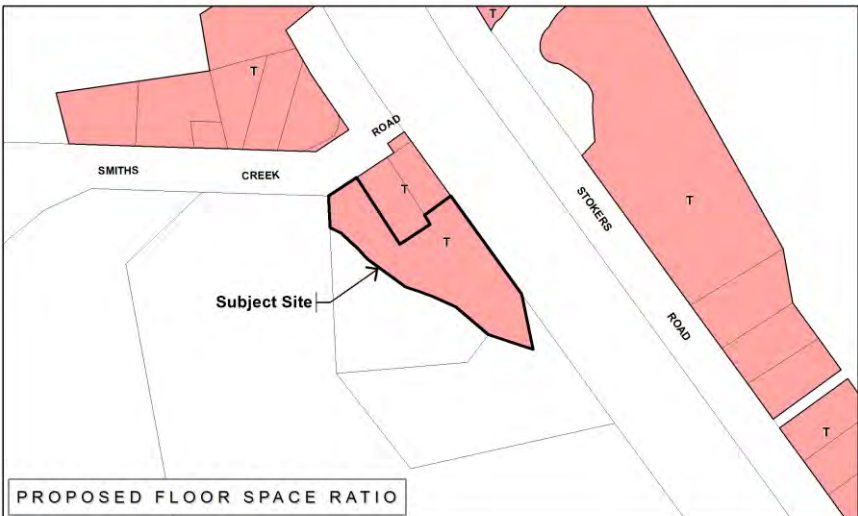 T
T
ROAD
SMITHS CREEK
T
STOKERS
T
T
Subject Site
ROAD
T
PROPOSED FLOOR SPACE RATIO